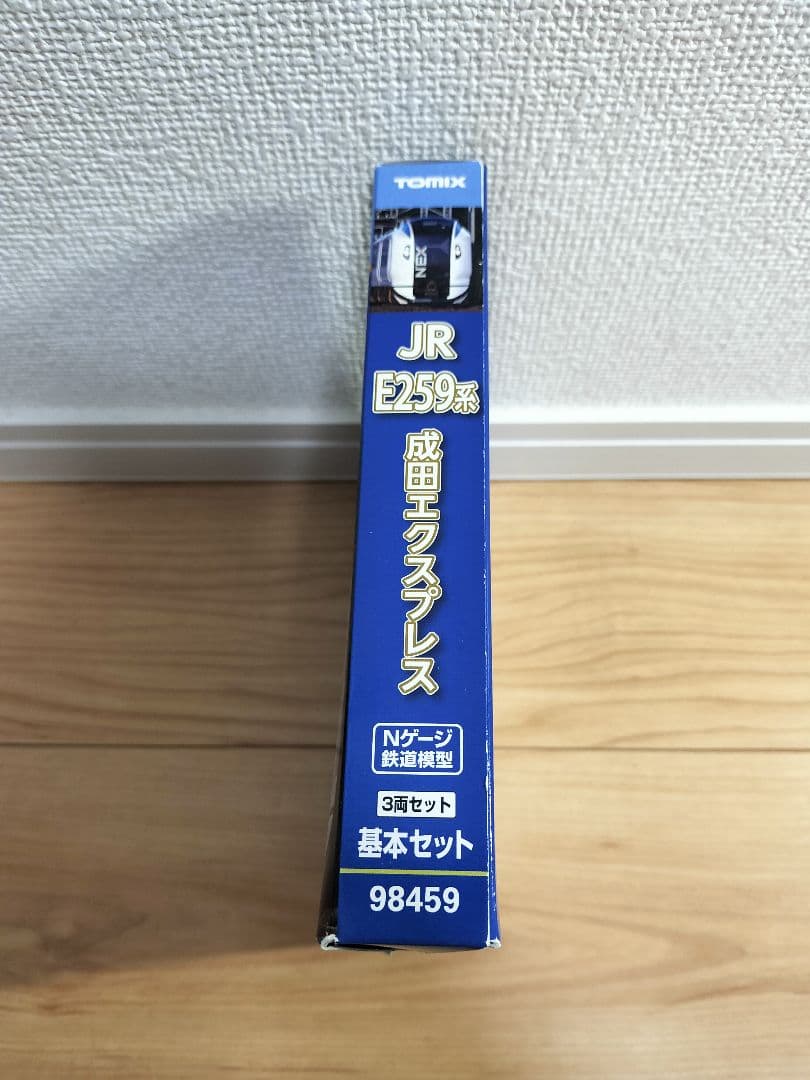 TOMIX
NEX
JR
E259系
成田エクスプレス
Nゲージ
鉄道模型
3両セット
基本セット
98459